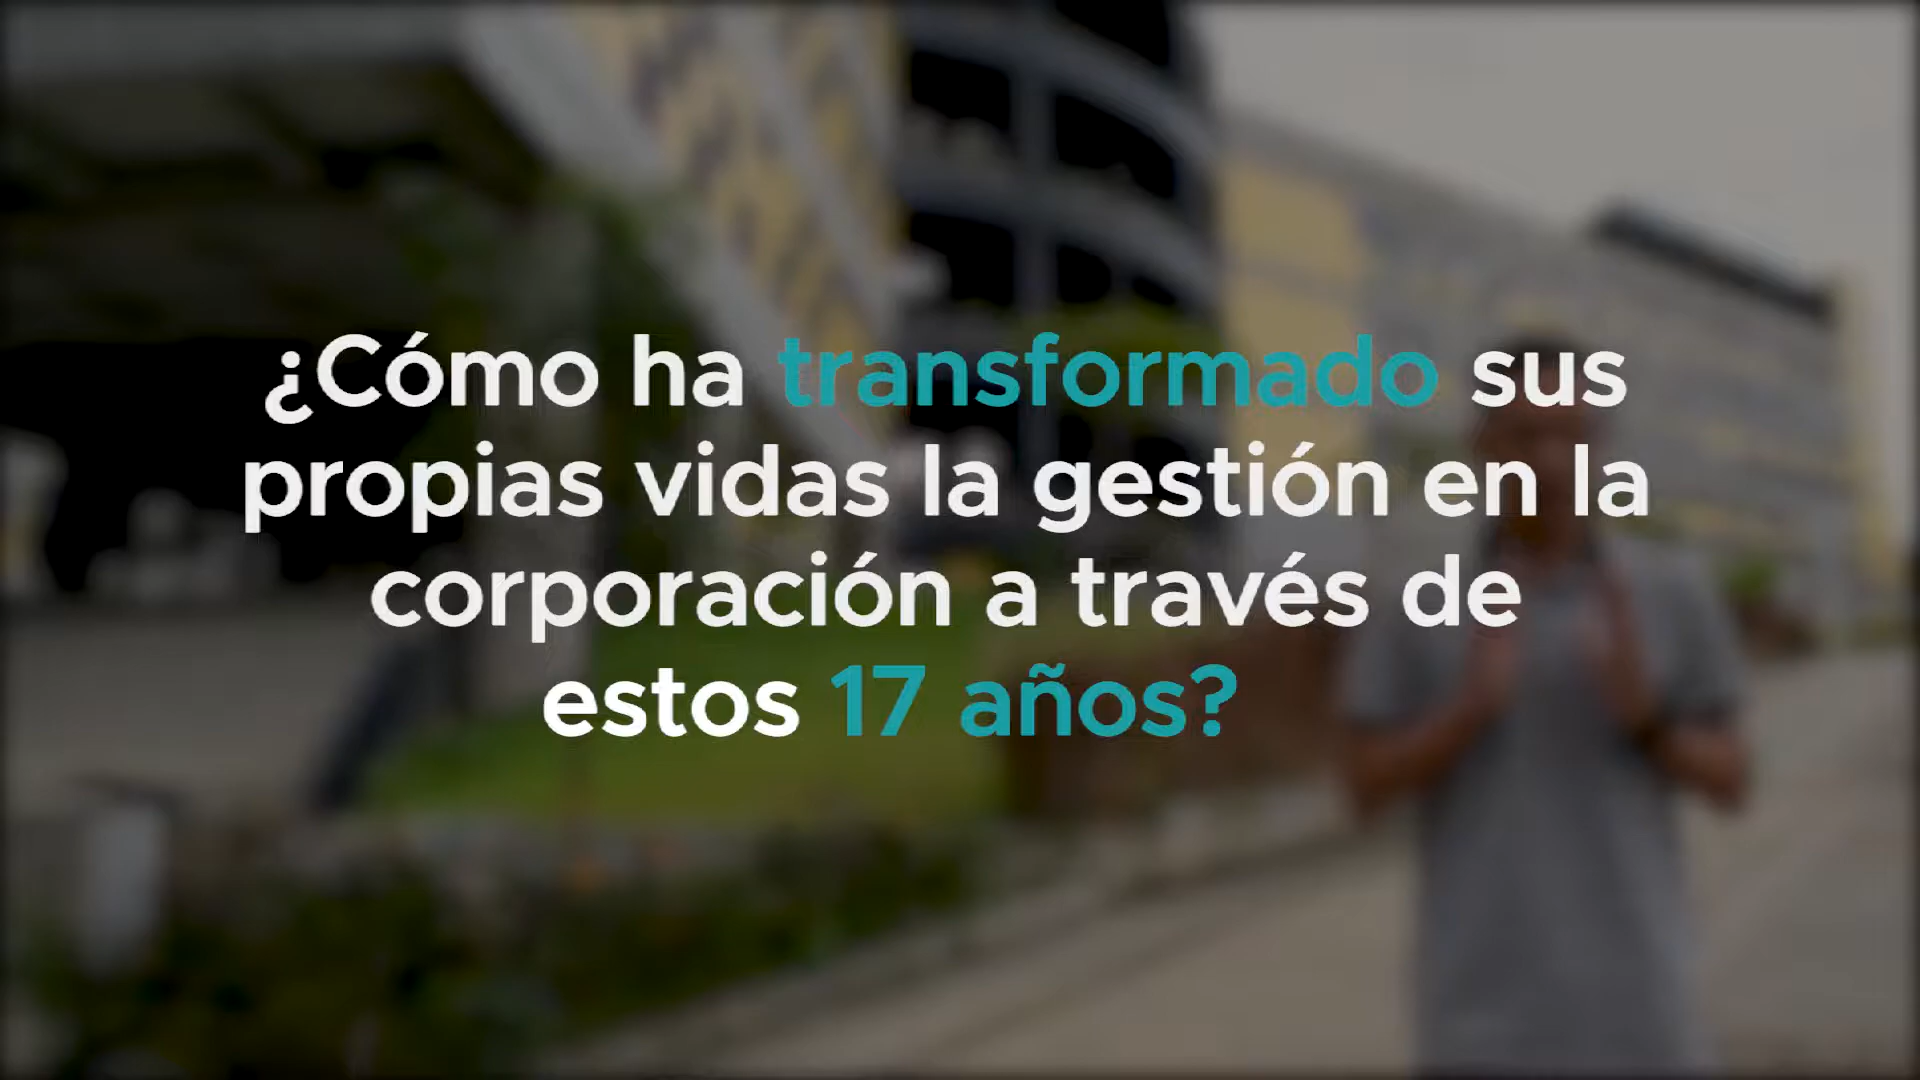 ¿Cómo ha transformado sus
propias vidas la gestión en la
corporación a través de
estos 17 años?